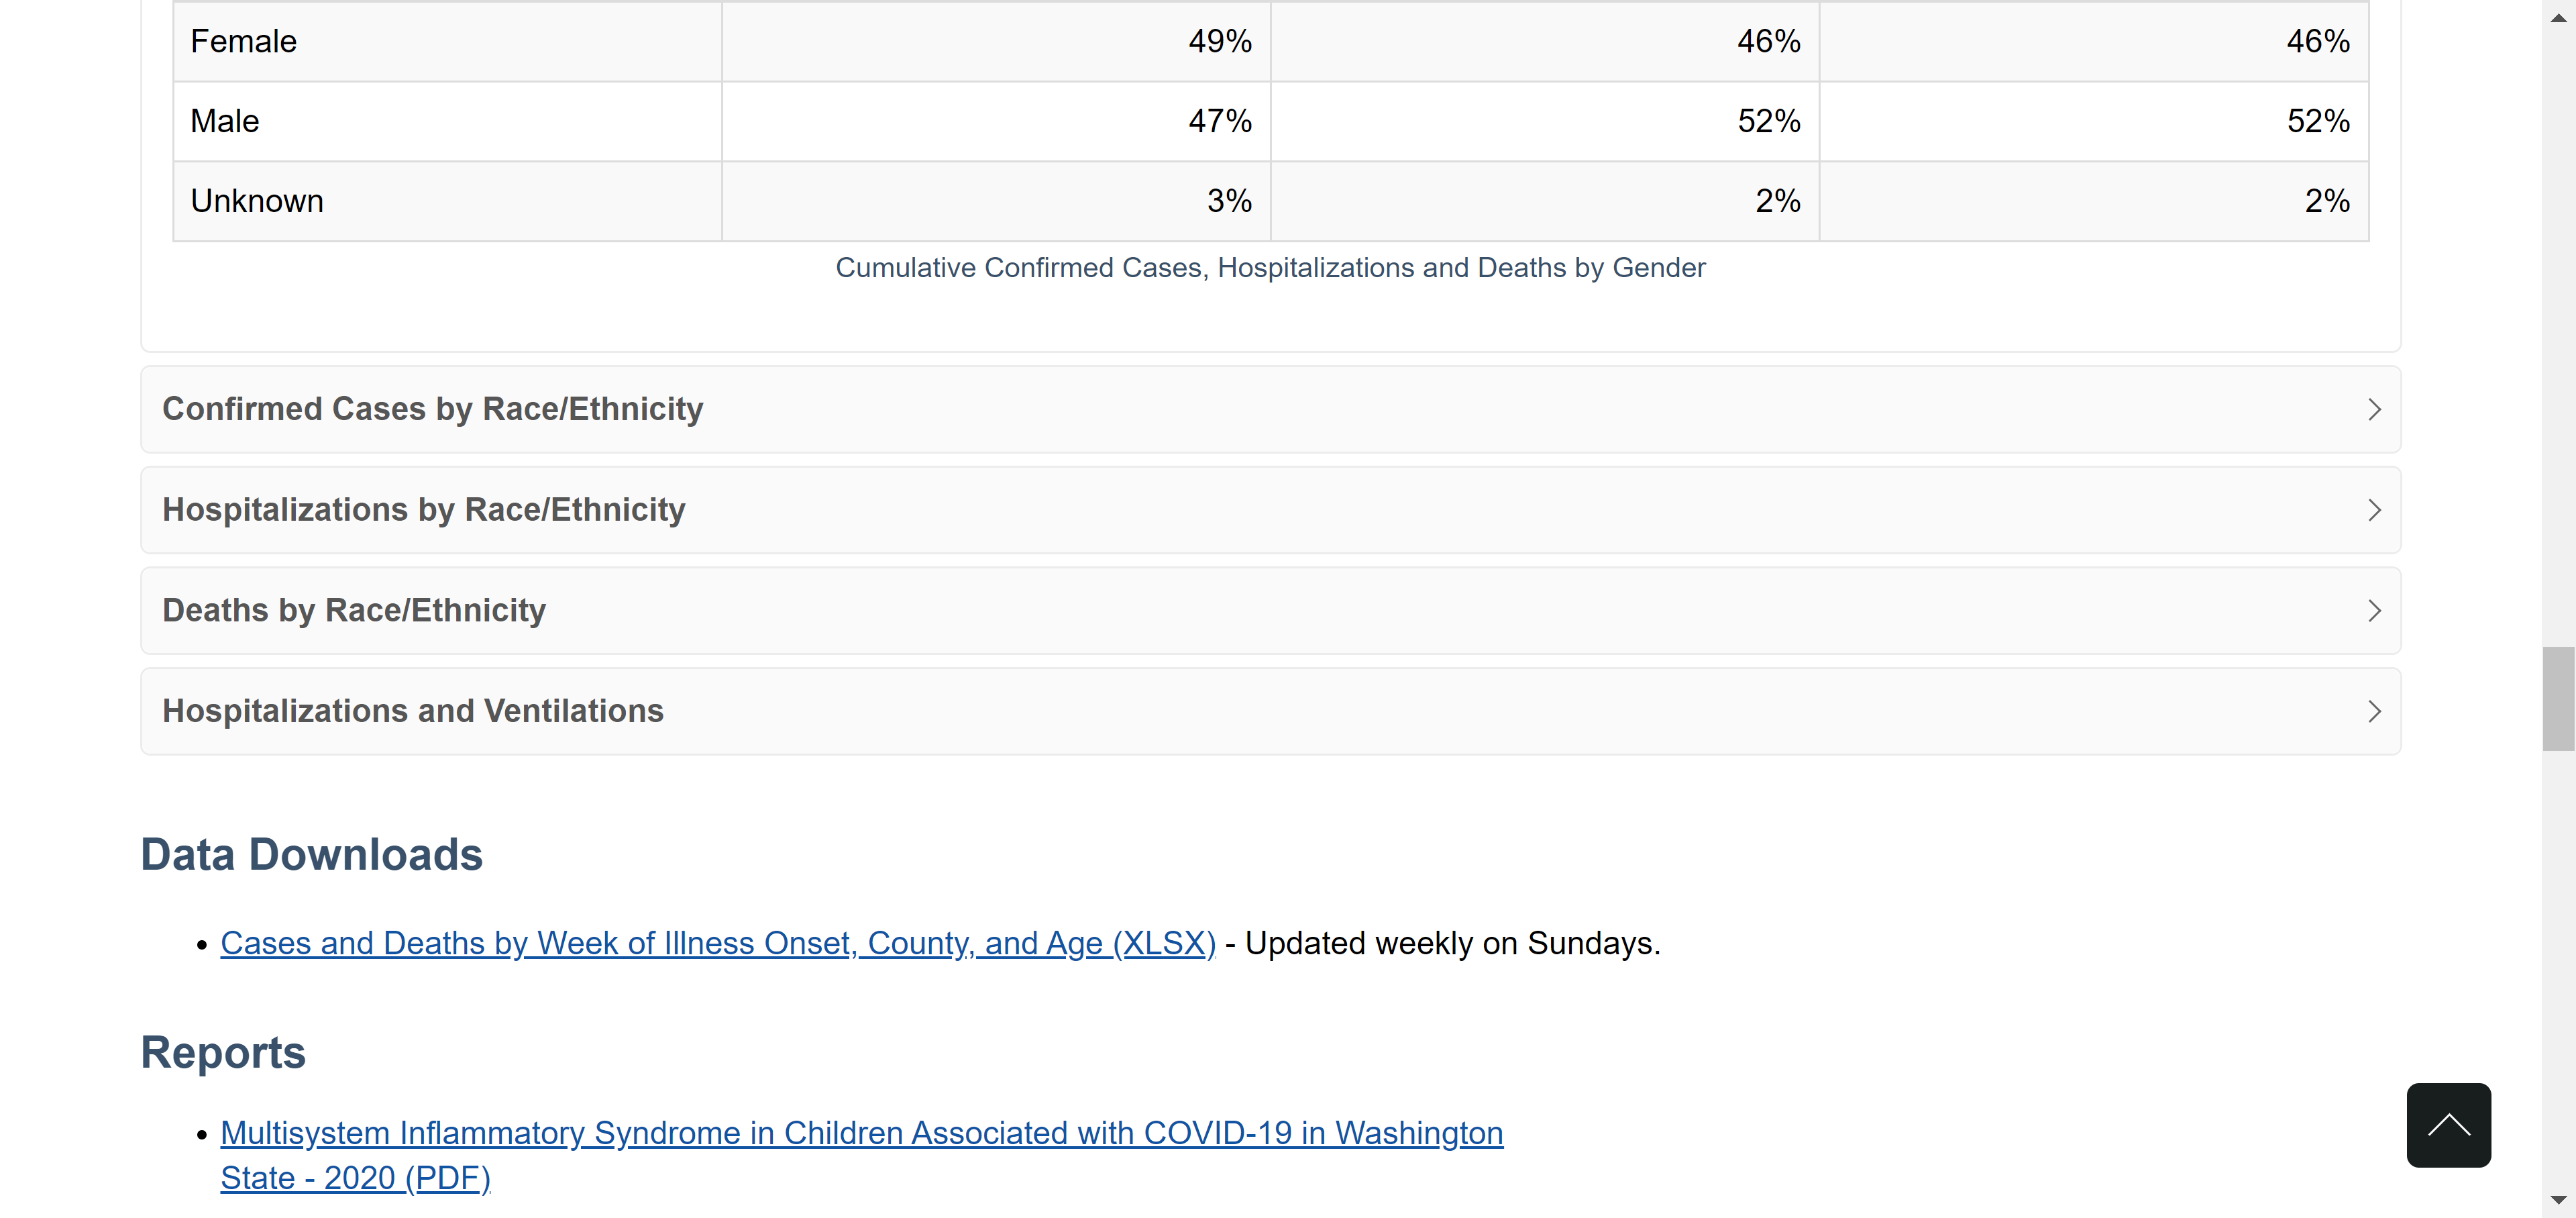 Female 49% 46% 46%
Male 47% 52% 52%
Unknown 3% 2% 2%
Cumulative Confirmed Cases, Hospitalizations and Deaths by Gender
Confirmed Cases by Race/Ethnicity
Hospitalizations by Race/Ethnicity
Deaths by Race/Ethnicity
Hospitalizations and Ventilations
Data Downloads
• Cases and Deaths by Week of Illness Onset, County, and Age (XLSX) - Updated weekly on Sundays.
Reports
• Multisystem Inflammatory Syndrome in Children Associated with COVID-19 in Washington
State - 2020 (PDF)